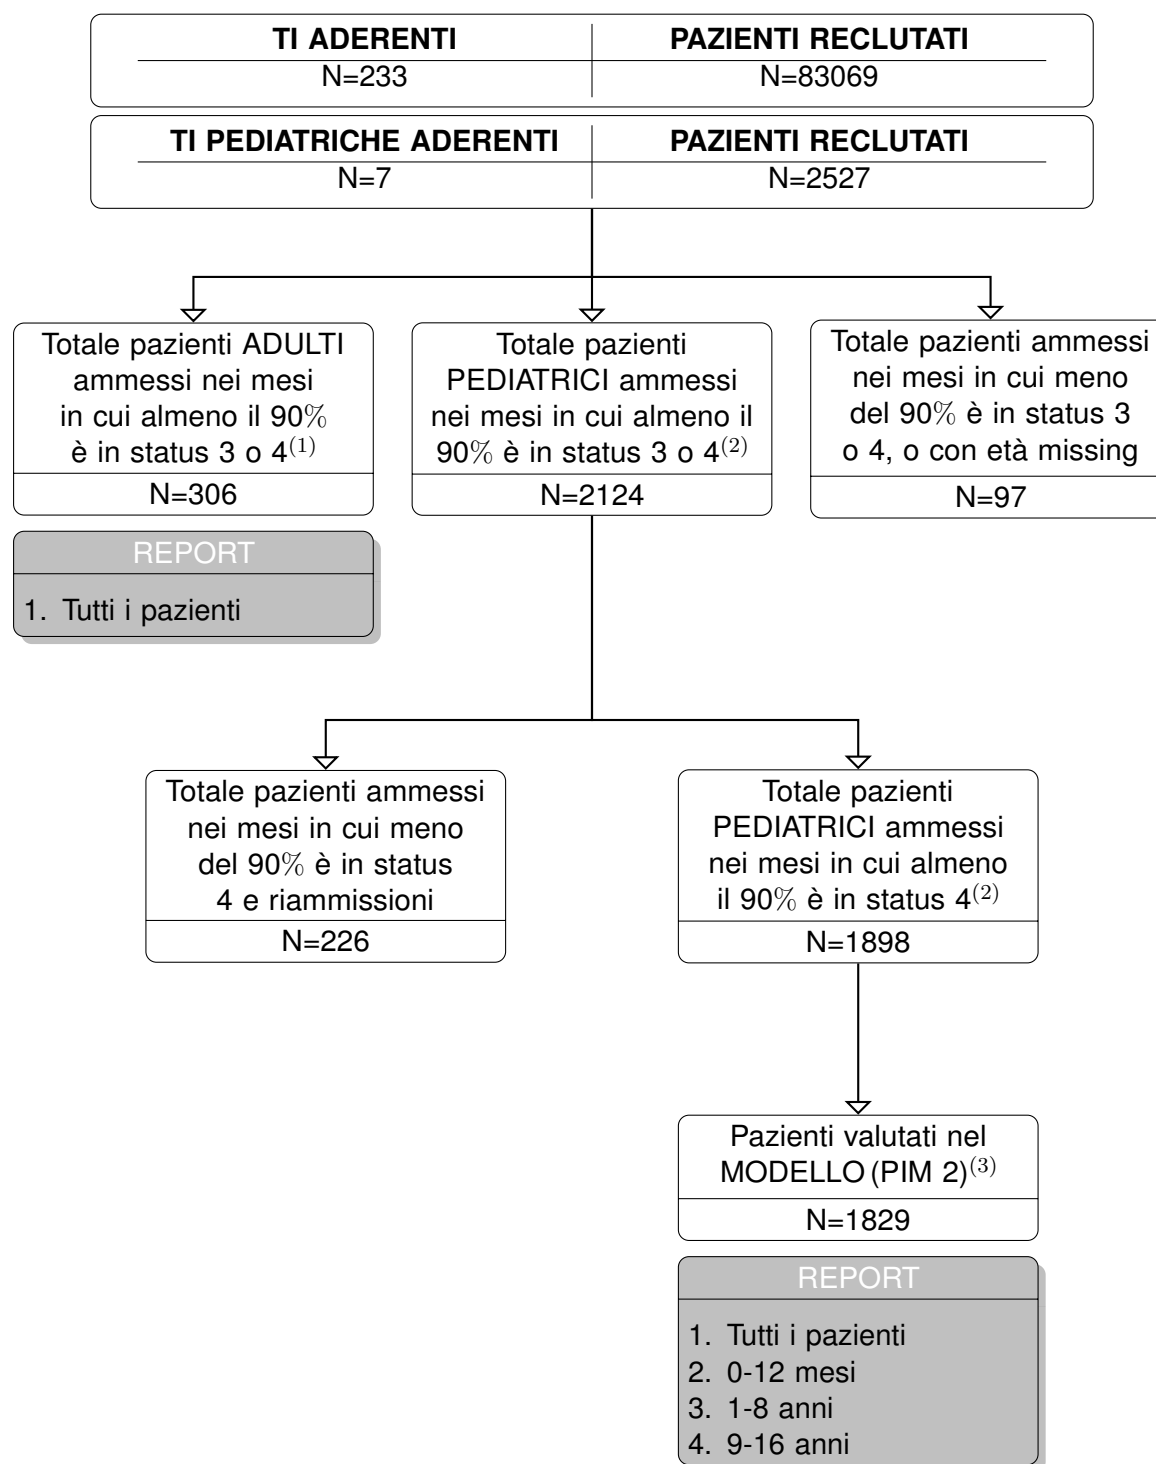 TI ADERENTI PAZIENTI RECLUTATI
N=233 N=83069
TI PEDIATRICHE ADERENTI PAZIENTI RECLUTATI
N=7 N=2527
Totale pazienti ADULTI
ammessi nei mesi
in cui almeno il 90%
è in status 3 o 4(1)
N=306
REPORT
1. Tutti i pazienti
Totale pazienti
PEDIATRICI ammessi
nei mesi in cui almeno il
90% è in status 3 o 4(2)
N=2124
Totale pazienti ammessi
nei mesi in cui meno
del 90% è in status 3
o 4, o con età missing
N=97
Totale pazienti ammessi
nei mesi in cui meno
del 90% è in status
4 e riammissioni
N=226
Totale pazienti
PEDIATRICI ammessi
nei mesi in cui almeno
il 90% è in status 4(2)
N=1898
Pazienti valutati nel
MODELLO (PIM 2)(3)
N=1829
REPORT
1. Tutti i pazienti
2. 0-12 mesi
3. 1-8 anni
4. 9-16 anni